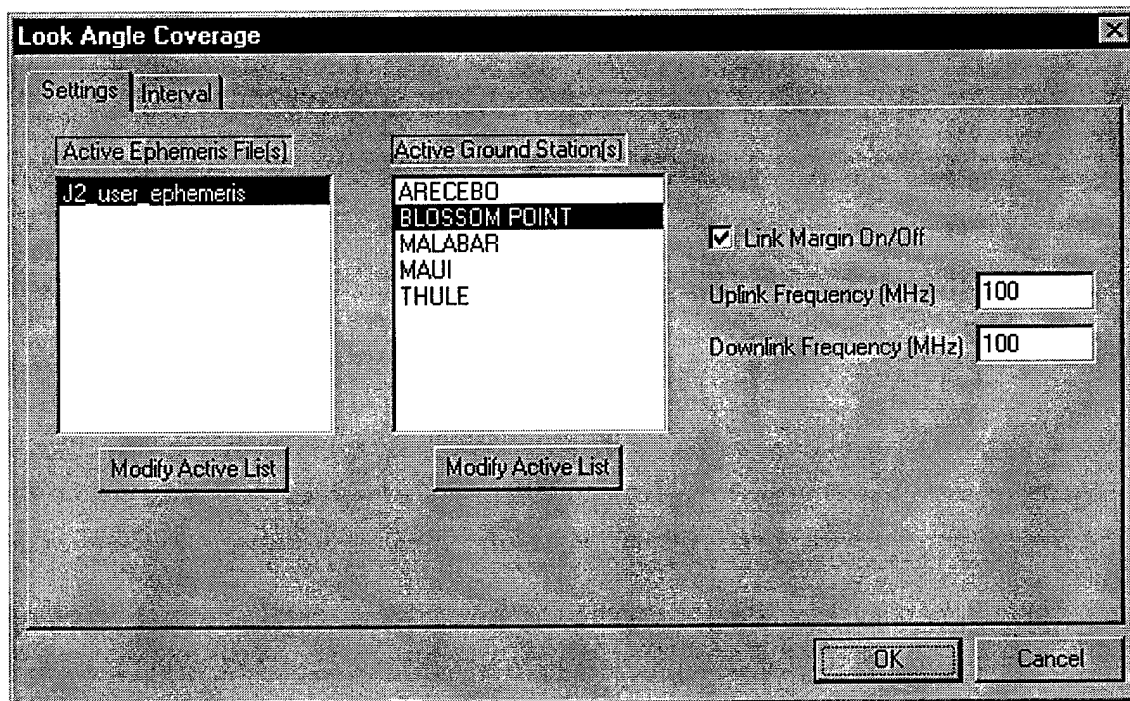 Look Angle Coverage
Settings
Interval
Active Ephemeris File(s)
J2_user_ephemeris
Modify Active List
Active Ground Station(s)
ARECEBO
BLOSSOM POINT
MALABAR
MAUI
THULE
Modify Active List
Link Margin On/Off
Uplink Frequency (MHz) 100
Downlink Frequency (MHz) 100
OK
Cancel